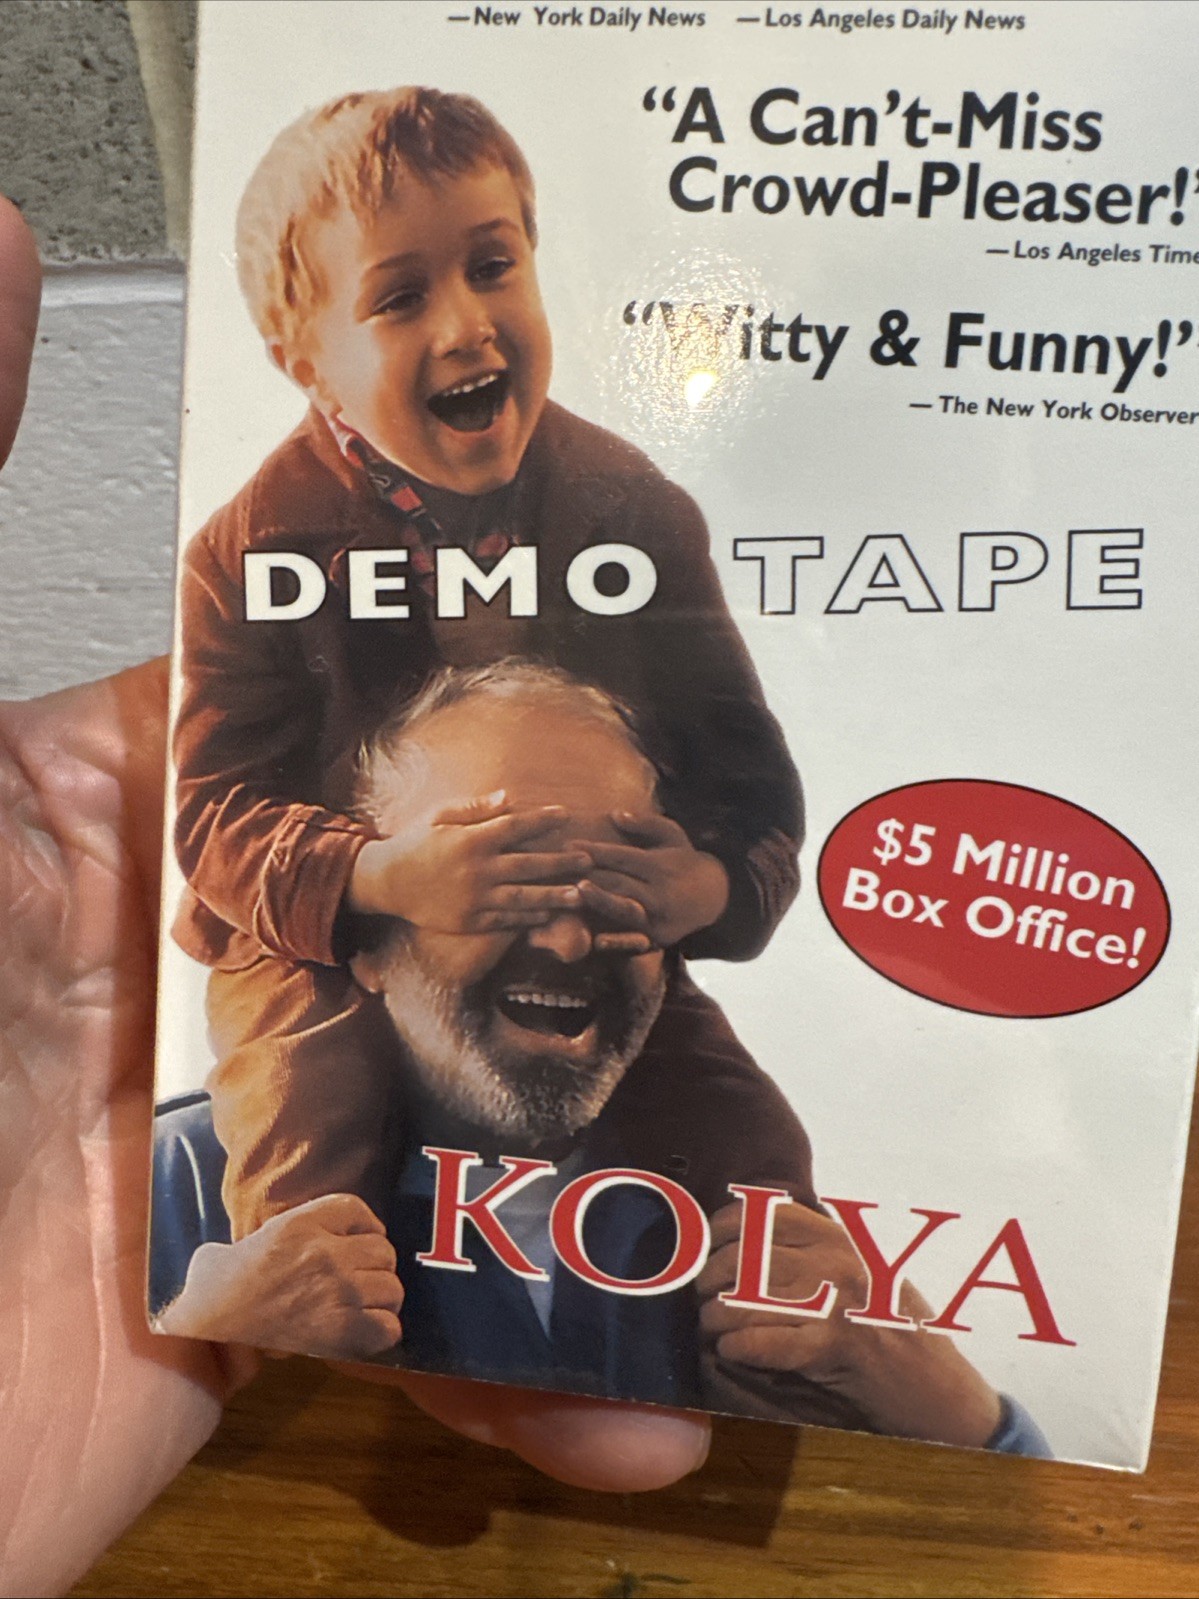 —New York Daily News —Los Angeles Daily News
“A Can’t-Miss
Crowd-Pleaser!”
—Los Angeles Time
“Witty & Funny!”
— The New York Observer
DEMO TAPE
$5 Million
Box Office!
KOLYA